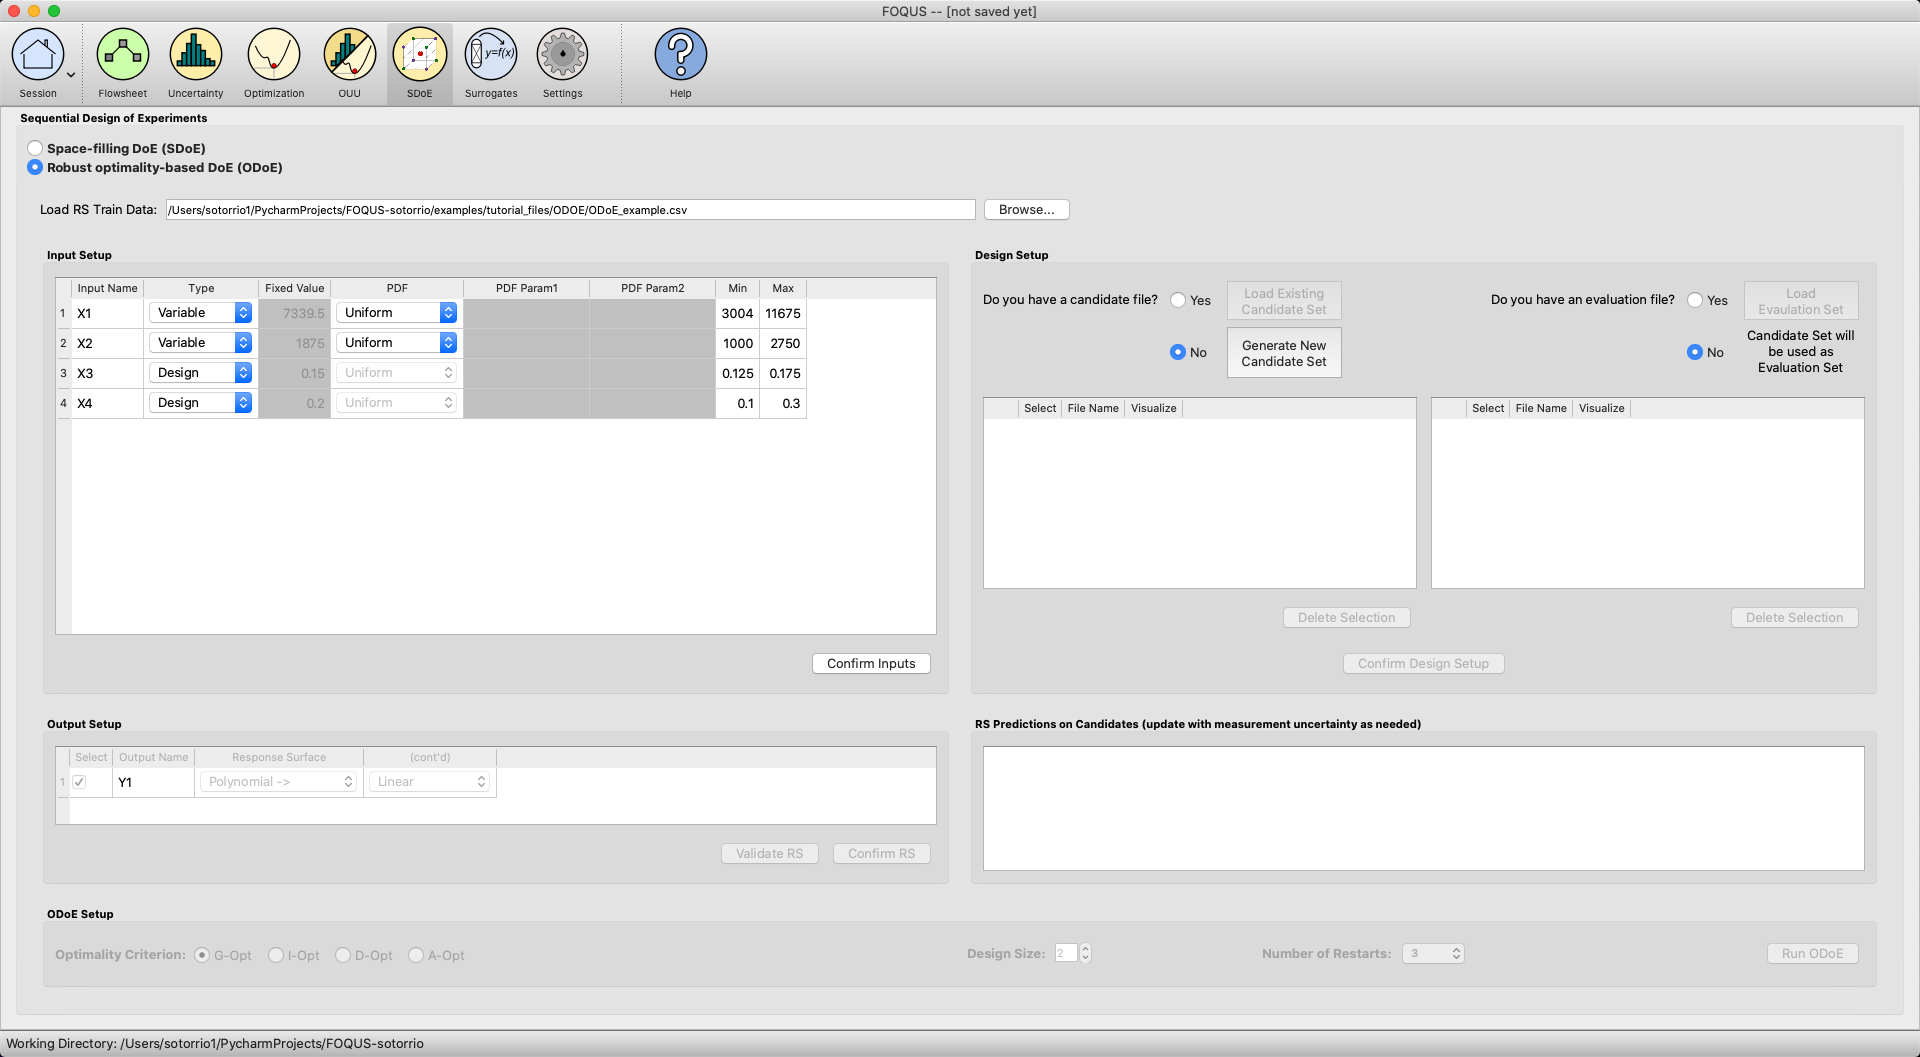 FOQUS -- [not saved yet]
Session Flowsheet Uncertainty Optimization OUU SDoE y=f(x) Surrogates Settings ? Help
Sequential Design of Experiments
Space-filling DoE (SDoE)
Robust optimality-based DoE (ODoE)
Load RS Train Data: /Users/sotorrio1/PycharmProjects/FOQUS-sotorrio/examples/tutorial_files/ODOE/ODoE_example.csv Browse...
Input Setup
Input Name Type Fixed Value PDF PDF Param1 PDF Param2 Min Max
1 X1 Variable 7339.5 Uniform 3004 11675
2 X2 Variable 1875 Uniform 1000 2750
3 X3 Design 0.15 Uniform 0.125 0.175
4 X4 Design 0.2 Uniform 0.1 0.3
Confirm Inputs
Design Setup
Do you have a candidate file? Yes Load Existing Candidate Set
No Generate New Candidate Set
Do you have an evaluation file? Yes Load Evaulation Set
No Candidate Set will be used as Evaluation Set
Select File Name Visualize
Select File Name Visualize
Delete Selection
Delete Selection
Confirm Design Setup
Output Setup
Select Output Name Response Surface (cont'd)
1 Y1 Polynomial -> Linear
Validate RS Confirm RS
RS Predictions on Candidates (update with measurement uncertainty as needed)
ODoE Setup
Optimality Criterion: G-Opt I-Opt D-Opt A-Opt Design Size: 2 Number of Restarts: 3 Run ODoE
Working Directory: /Users/sotorrio1/PycharmProjects/FOQUS-sotorrio